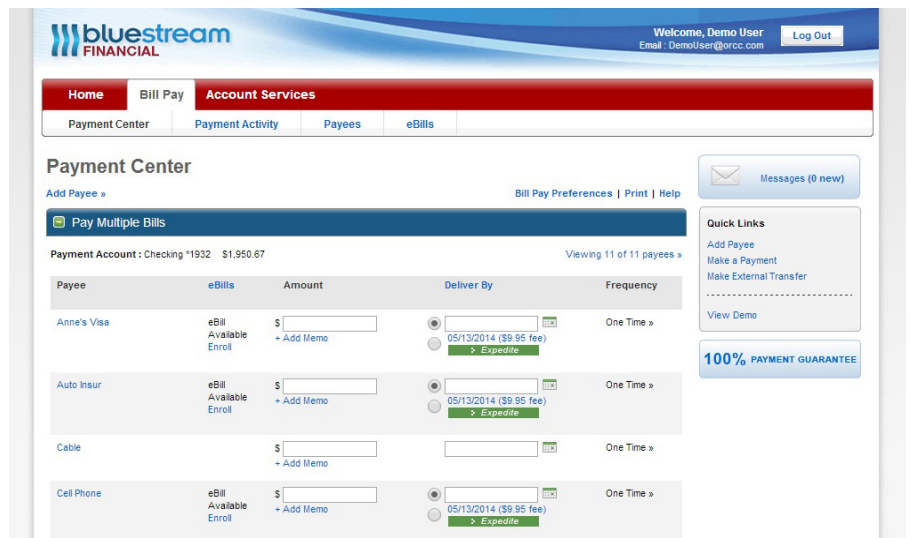 bluestream
FINANCIAL
Welcome, Demo User
Email : DemoUser@orcc.com
Log Out
Home Bill Pay Account Services
Payment Center Payment Activity Payees eBills
Payment Center
Add Payee »
Bill Pay Preferences | Print | Help
Pay Multiple Bills
Payment Account : Checking *1932 $1,950.67
Viewing 11 of 11 payees »
Payee eBills Amount Deliver By Frequency
Anne's Visa
eBill
Available
Enroll
$
+ Add Memo
05/13/2014 ($9.95 fee)
> Expedite
One Time »
Auto Insur
eBill
Available
Enroll
$
+ Add Memo
05/13/2014 ($9.95 fee)
> Expedite
One Time »
Cable
$
+ Add Memo
One Time »
Cell Phone
eBill
Available
Enroll
$
+ Add Memo
05/13/2014 ($9.95 fee)
> Expedite
One Time »
Messages (0 new)
Quick Links
Add Payee
Make a Payment
Make External Transfer
View Demo
100% PAYMENT GUARANTEE